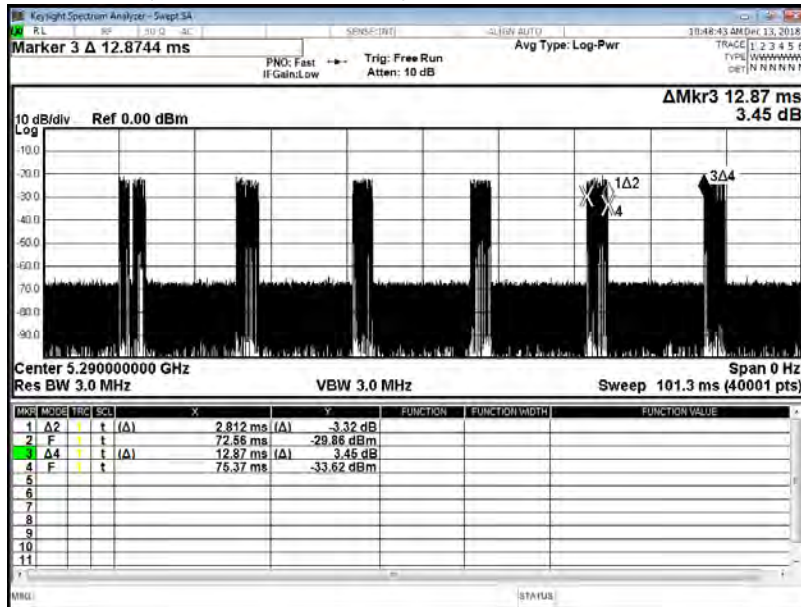 Keysight Spectrum Analyzer - Swept SA
RL RF 50 Ω AC SENSE:INT ALIGN AUTO 10:48:43 AM Dec 13, 2018
Marker 3 Δ 12.8744 ms
PNO: Fast
IFGain:Low
Trig: Free Run
Atten: 10 dB
Avg Type: Log-Pwr
TRACE 1 2 3 4 5 6
TYPE WWWWWW
DET N N N N N N
ΔMkr3 12.87 ms
3.45 dB
10 dB/div Ref 0.00 dBm
Log
-10.0
-20.0
-30.0
-40.0
-50.0
-60.0
-70.0
-80.0
-90.0
1Δ2
4
3Δ4
Center 5.290000000 GHz Span 0 Hz
Res BW 3.0 MHz VBW 3.0 MHz Sweep 101.3 ms (40001 pts)
MKR MODE TRC SCL X Y FUNCTION FUNCTION WIDTH FUNCTION VALUE
1 Δ2 1 t (Δ) 2.812 ms (Δ) -3.32 dB
2 F 1 t 72.56 ms -29.86 dBm
3 Δ4 1 t (Δ) 12.87 ms (Δ) 3.45 dB
4 F 1 t 75.37 ms -33.62 dBm
5
6
7
8
9
10
11
MSG STATUS